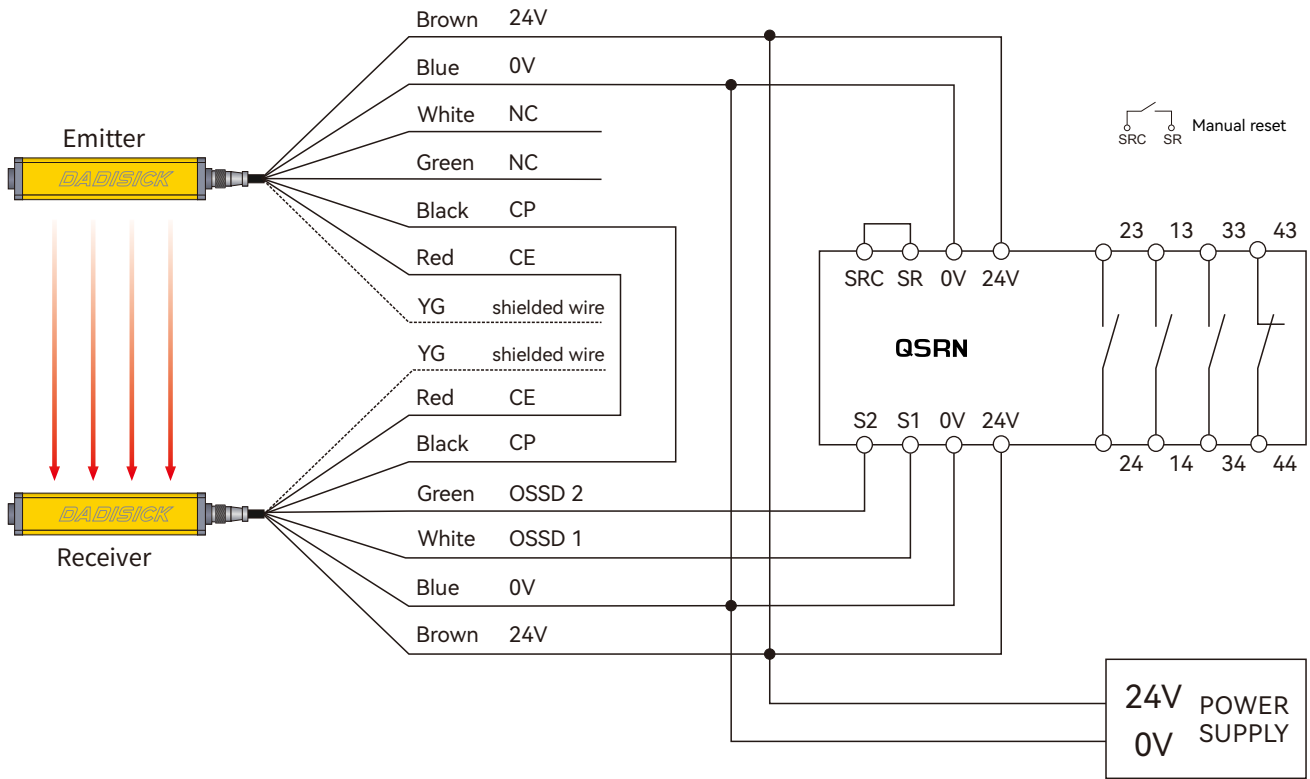 Brown 24V
Blue 0V
White NC
Green NC
Black CP
Red CE
YG shielded wire
YG shielded wire
Red CE
Black CP
Green OSSD 2
White OSSD 1
Blue 0V
Brown 24V
Emitter
DADISICK
DADISICK
Receiver
SRC SR Manual reset
23 13 33 43
SRC SR 0V 24V
QSRN
S2 S1 0V 24V
24 14 34 44
24V POWER
0V SUPPLY